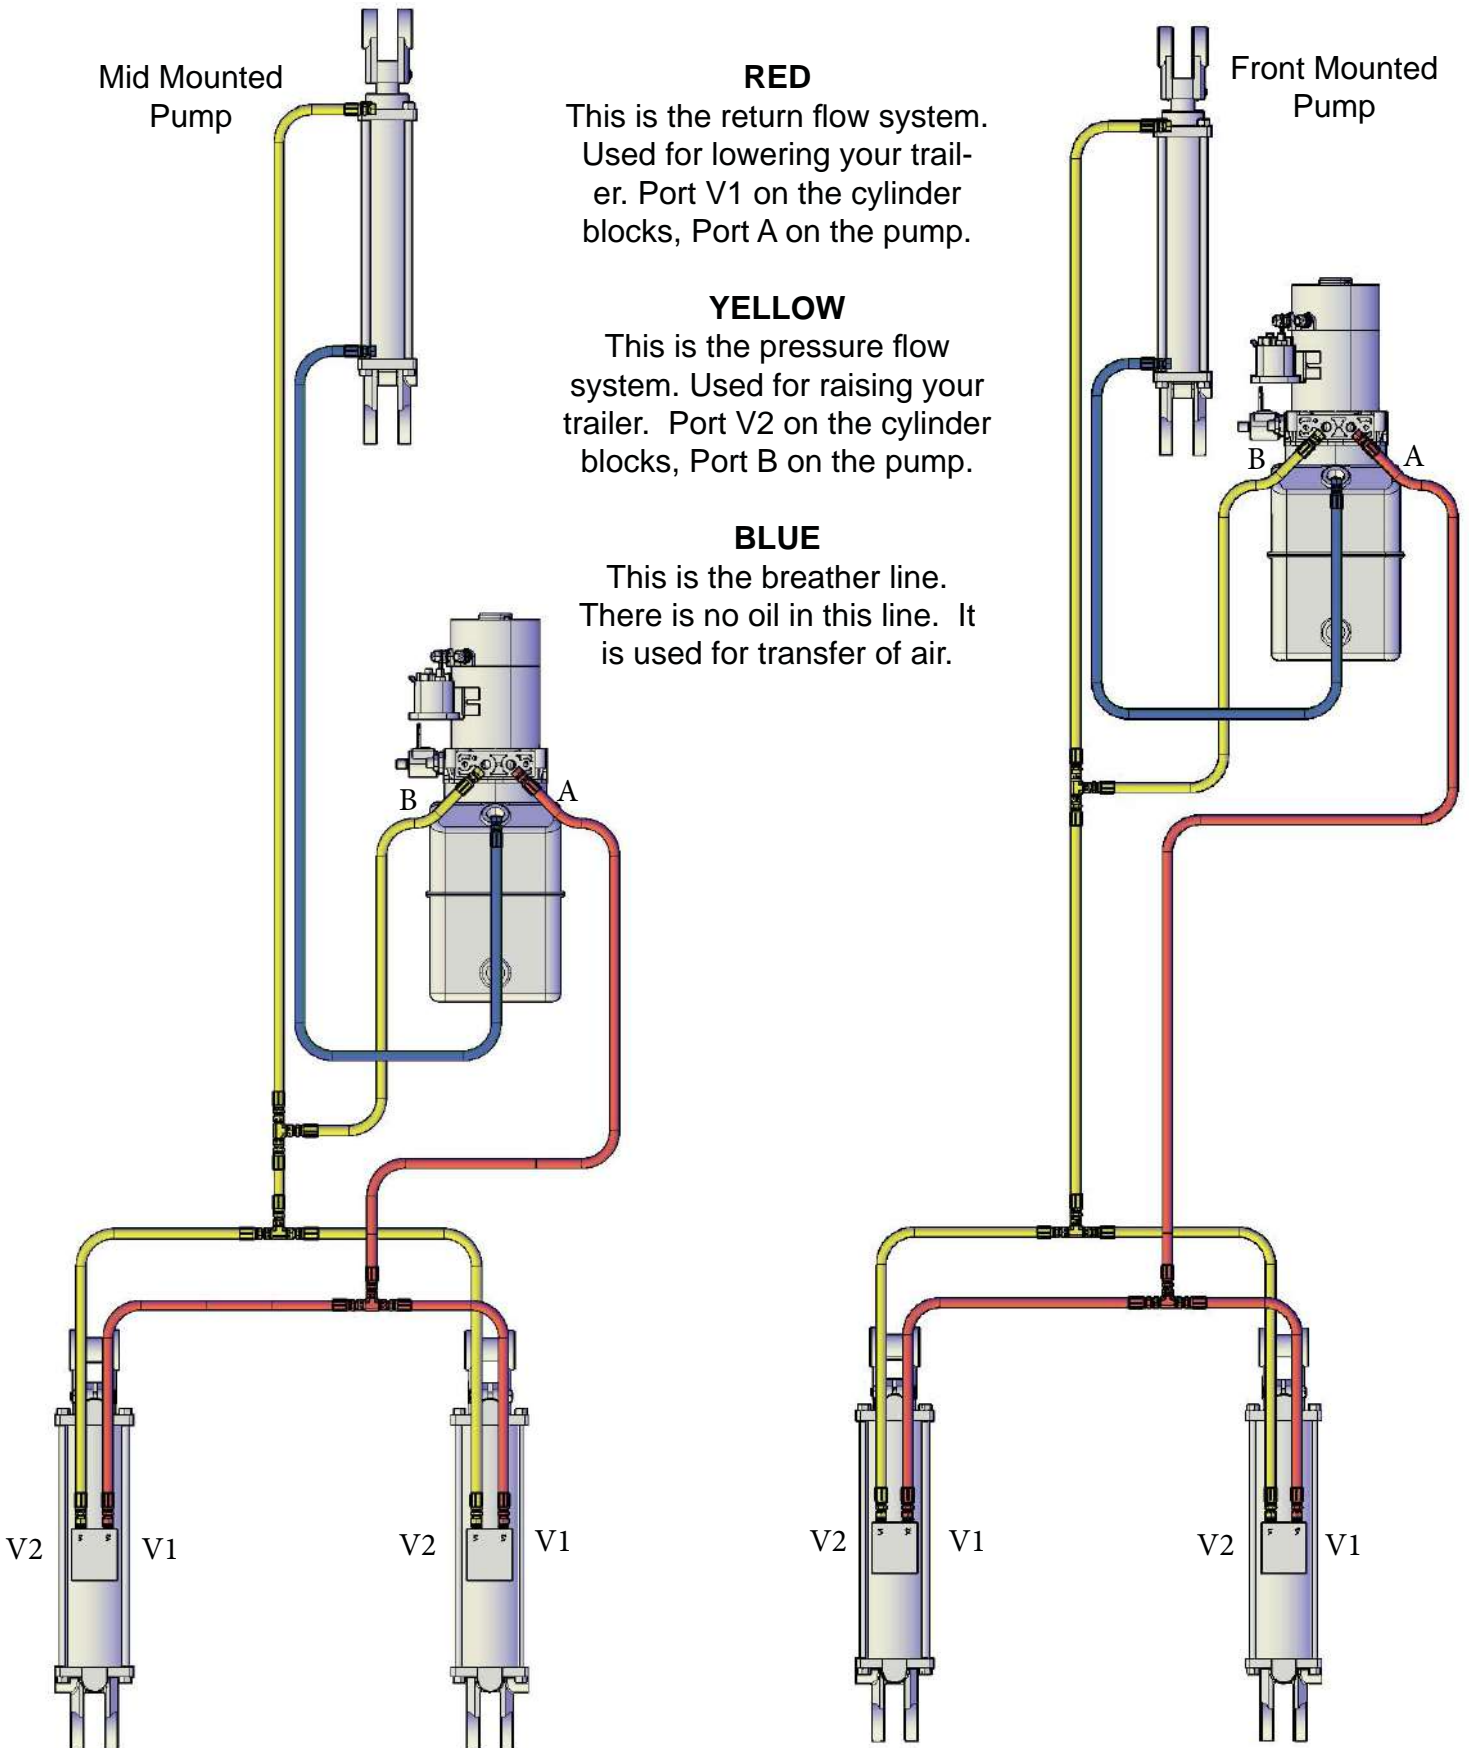 Mid Mounted
Pump
RED
This is the return flow system.
Used for lowering your trail-
er. Port V1 on the cylinder
blocks, Port A on the pump.
YELLOW
This is the pressure flow
system. Used for raising your
trailer.  Port V2 on the cylinder
blocks, Port B on the pump.
BLUE
This is the breather line.
There is no oil in this line.  It
is used for transfer of air.
Front Mounted
Pump
B
A
B
A
V2
V1
V2
V1
V2
V1
V2
V1